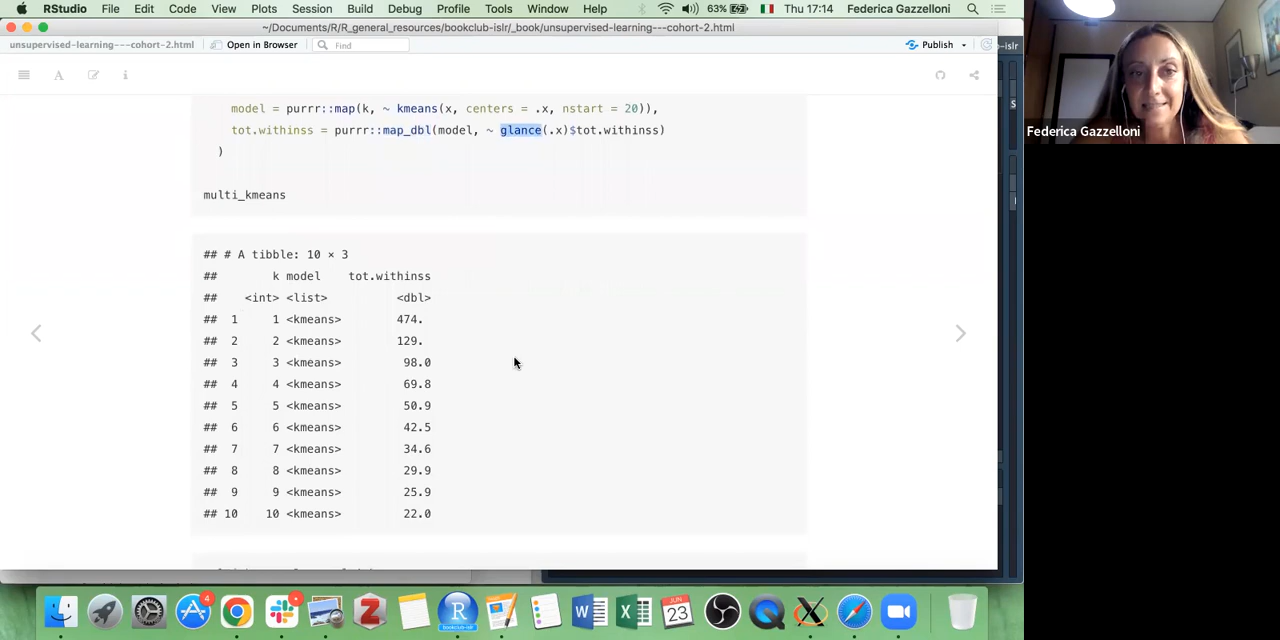 RStudio File Edit Code View Plots Session Build Debug Profile Tools Window Help 63% Thu 17:14 Federica Gazzelloni
~/Documents/R/R_general_resources/bookclub-islr/_book/unsupervised-learning---cohort-2.html
unsupervised-learning---cohort-2.html Open in Browser Find Publish
-islr
A i
model = purrr::map(k, ~ kmeans(x, centers = .x, nstart = 20)),
tot.withinss = purrr::map_dbl(model, ~ glance(.x)$tot.withinss)
)
multi_kmeans
## # A tibble: 10 × 3
## k model tot.withinss
## <int> <list> <dbl>
## 1 1 <kmeans> 474.
## 2 2 <kmeans> 129.
## 3 3 <kmeans> 98.0
## 4 4 <kmeans> 69.8
## 5 5 <kmeans> 50.9
## 6 6 <kmeans> 42.5
## 7 7 <kmeans> 34.6
## 8 8 <kmeans> 29.9
## 9 9 <kmeans> 25.9
## 10 10 <kmeans> 22.0
Federica Gazzelloni
4
JUN
23
R
bookclub-islr
Z
W
X